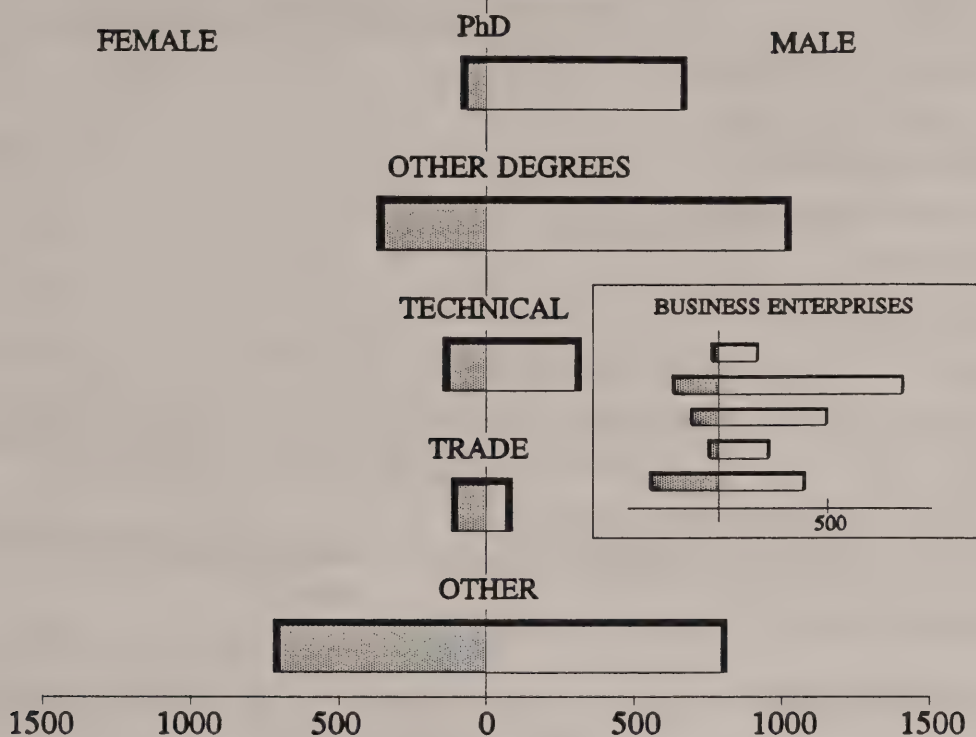 PhD
FEMALE
MALE
OTHER DEGREES
TECHNICAL
BUSINESS ENTERPRISES
500
TRADE
OTHER
1500 1000 500 0 500 1000 1500